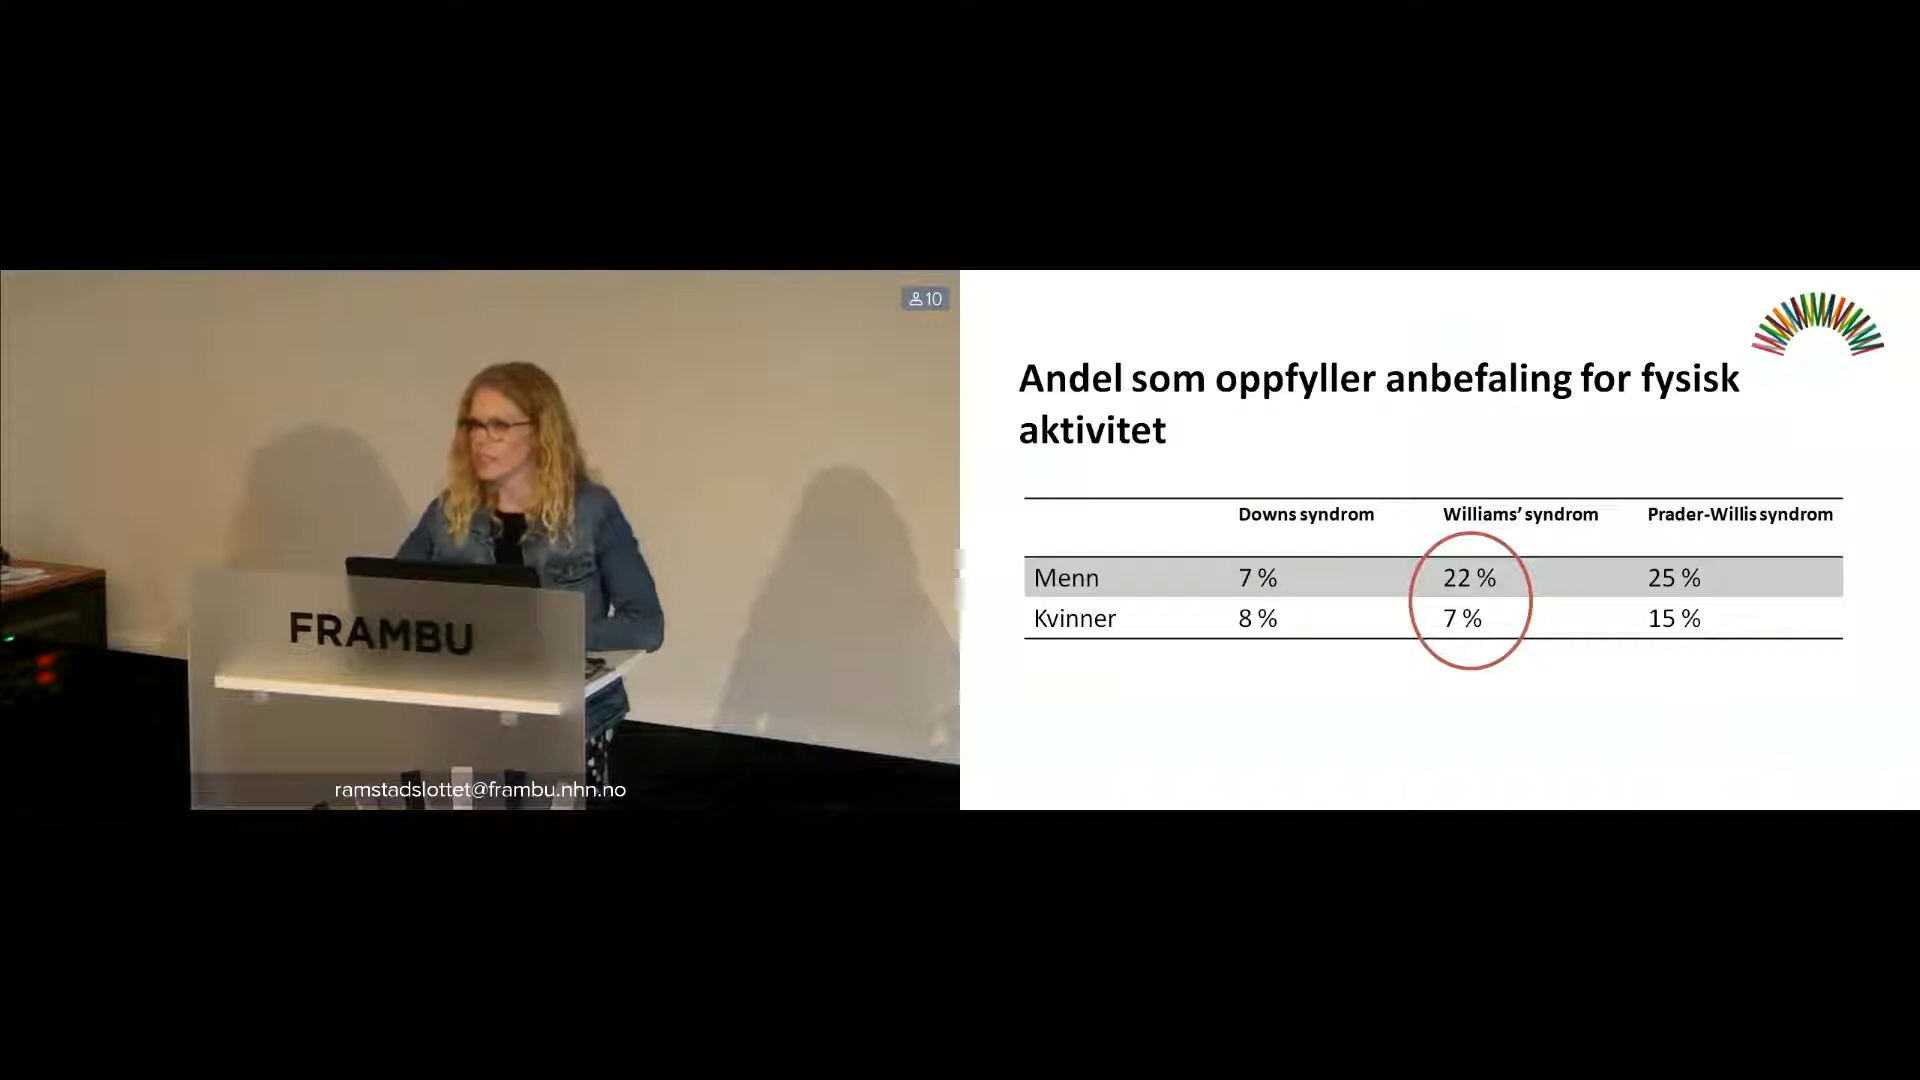 10
FRAMBU
ramstadslottet@frambu.nhn.no
Andel som oppfyller anbefaling for fysisk
aktivitet
Downs syndrom Williams’ syndrom Prader-Willis syndrom
Menn 7 % 22 % 25 %
Kvinner 8 % 7 % 15 %